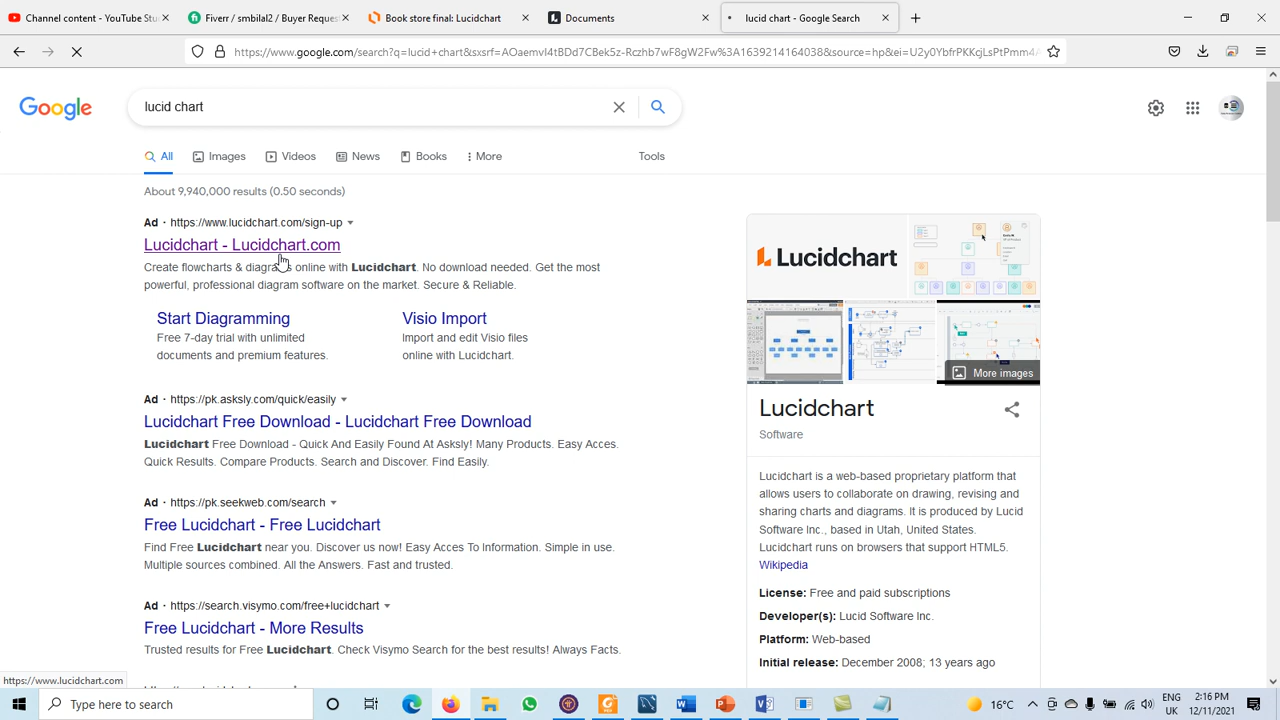 Channel content - YouTube Stu
Fiverr / smbilal2 / Buyer Reques
Book store final: Lucidchart
Documents
lucid chart - Google Search
https://www.google.com/search?q=lucid+chart&sxsrf=AOaemvI4tBDd7CBek5z-Rczhb7wF8gW2Fw%3A1639214164038&source=hp&ei=U2y0YbfrPKKcjLsPtPmm4A
Google
lucid chart
All
Images
Videos
News
Books
More
Tools
About 9,940,000 results (0.50 seconds)
Ad · https://www.lucidchart.com/sign-up
Lucidchart - Lucidchart.com
Create flowcharts & diagrams online with Lucidchart. No download needed. Get the most
powerful, professional diagram software on the market. Secure & Reliable.
Start Diagramming
Free 7-day trial with unlimited
documents and premium features.
Visio Import
Import and edit Visio files
online with Lucidchart.
Ad · https://pk.asksly.com/quick/easily
Lucidchart Free Download - Lucidchart Free Download
Lucidchart Free Download - Quick And Easily Found At Asksly! Many Products. Easy Acces.
Quick Results. Compare Products. Search and Discover. Find Easily.
Ad · https://pk.seekweb.com/search
Free Lucidchart - Free Lucidchart
Find Free Lucidchart near you. Discover us now! Easy Acces To Information. Simple in use.
Multiple sources combined. All the Answers. Fast and trusted.
Ad · https://search.visymo.com/free+lucidchart
Free Lucidchart - More Results
Trusted results for Free Lucidchart. Check Visymo Search for the best results! Always Facts.
Lucidchart
More images
Lucidchart
Software
Lucidchart is a web-based proprietary platform that
allows users to collaborate on drawing, revising and
sharing charts and diagrams. It is produced by Lucid
Software Inc., based in Utah, United States.
Lucidchart runs on browsers that support HTML5.
Wikipedia
License: Free and paid subscriptions
Developer(s): Lucid Software Inc.
Platform: Web-based
Initial release: December 2008; 13 years ago
https://www.lucidchart.com
Type here to search
16°C
ENG
UK
2:16 PM
12/11/2021